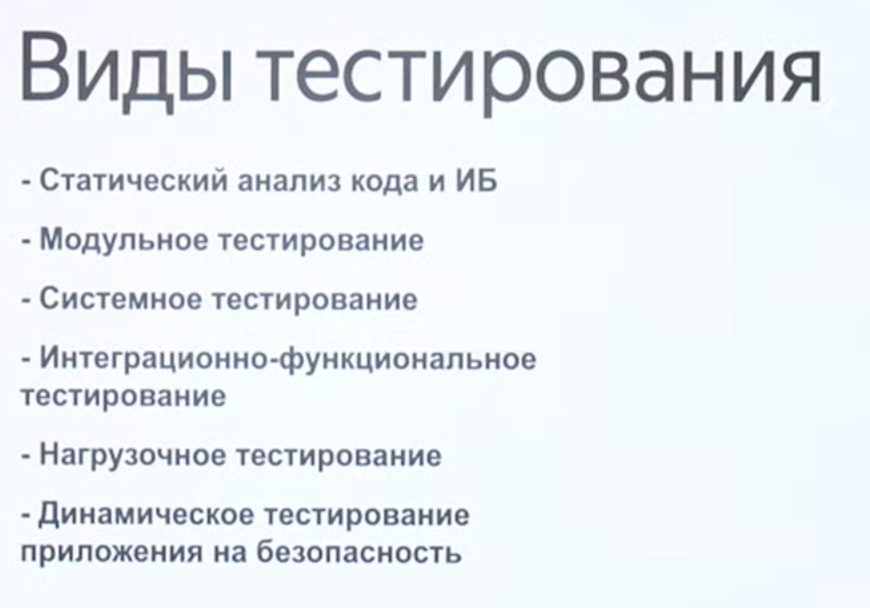 Виды тестирования
- Статический анализ кода и ИБ
- Модульное тестирование
- Системное тестирование
- Интеграционно-функциональное
тестирование
- Нагрузочное тестирование
- Динамическое тестирование
приложения на безопасность